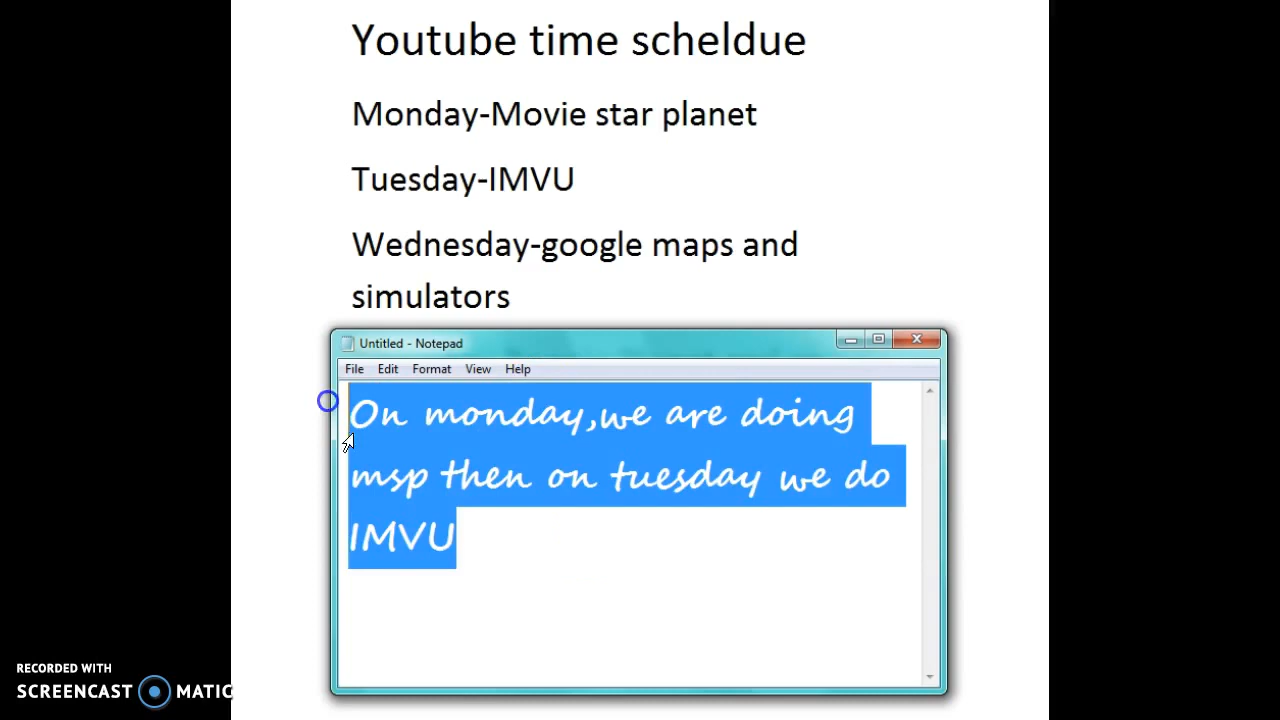 Youtube time scheldue
Monday-Movie star planet
Tuesday-IMVU
Wednesday-google maps and
simulators
Untitled - Notepad
File Edit Format View Help
On monday,we are doing
msp then on tuesday we do
IMVU
RECORDED WITH
SCREENCAST MATIC